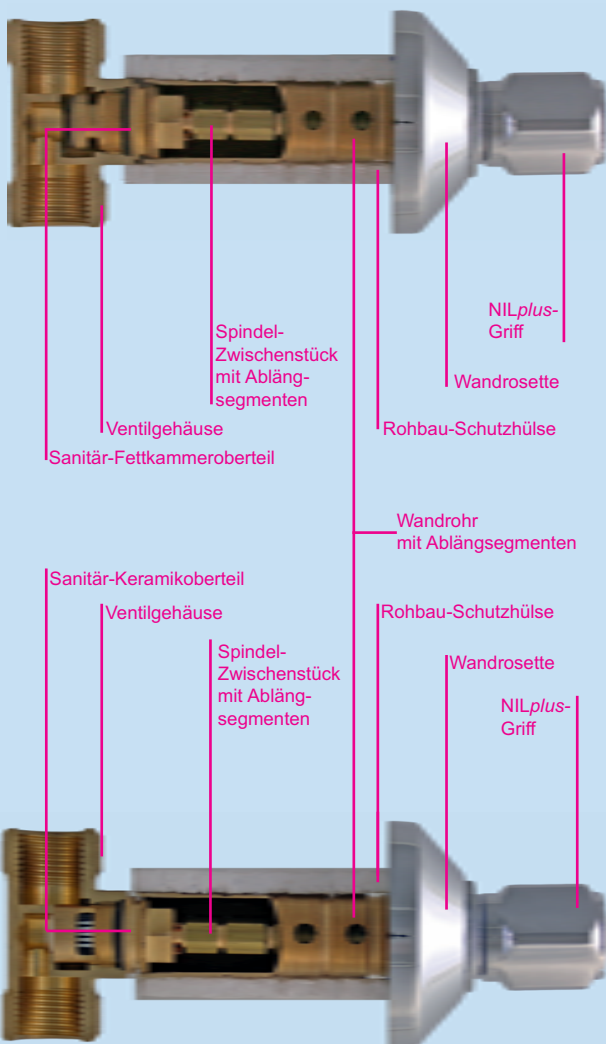 NILplus-
Griff
Spindel-
Zwischenstück
mit Abläng-
segmenten
Wandrosette
Ventilgehäuse
Rohbau-Schutzhülse
Sanitär-Fettkammeroberteil
Wandrohr
mit Ablängsegmenten
Sanitär-Keramikoberteil
Ventilgehäuse
Rohbau-Schutzhülse
Spindel-
Zwischenstück
mit Abläng-
segmenten
Wandrosette
NILplus-
Griff